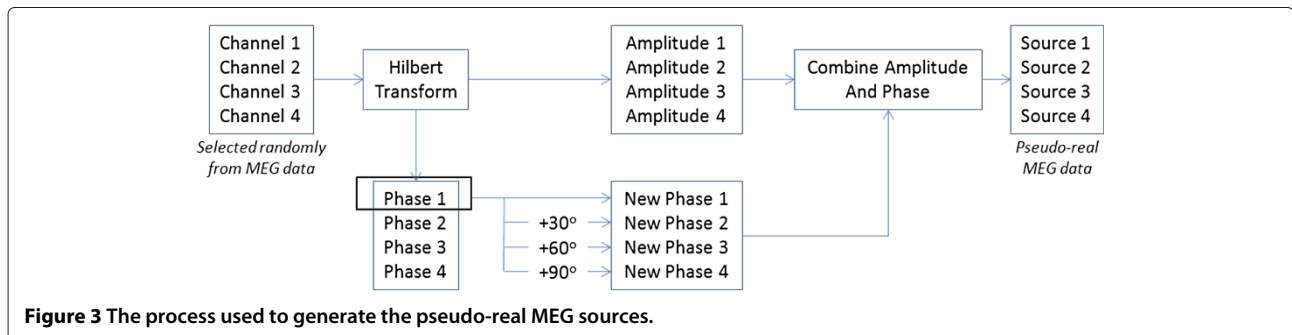 Channel 1
Channel 2
Channel 3
Channel 4
Selected randomly
from MEG data
Hilbert
Transform
Amplitude 1
Amplitude 2
Amplitude 3
Amplitude 4
Combine Amplitude
And Phase
Source 1
Source 2
Source 3
Source 4
Pseudo-real
MEG data
Phase 1
Phase 2
Phase 3
Phase 4
+30º
+60º
+90º
New Phase 1
New Phase 2
New Phase 3
New Phase 4
Figure 3 The process used to generate the pseudo-real MEG sources.